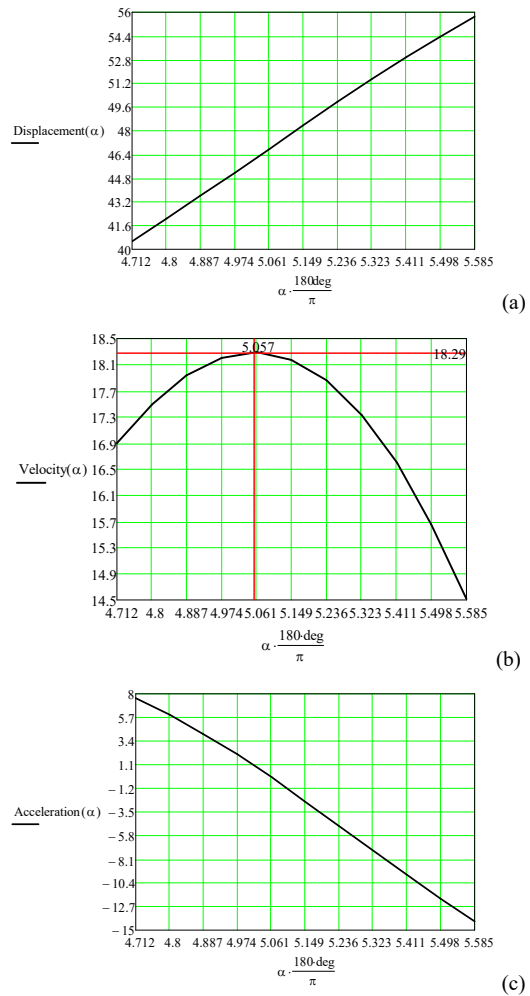 56
54.4
52.8
51.2
49.6
Displacement(α) 48
46.4
44.8
43.2
41.6
40
4.712 4.8 4.887 4.974 5.061 5.149 5.236 5.323 5.411 5.498 5.585
α · 180deg / π
(a)
18.5
5.057
18.29
18.1
17.7
17.3
16.9
Velocity(α) 16.5
16.1
15.7
15.3
14.9
14.5
4.712 4.8 4.887 4.974 5.061 5.149 5.236 5.323 5.411 5.498 5.585
α · 180·deg / π
(b)
8
5.7
3.4
1.1
−1.2
Acceleration(α) −3.5
−5.8
−8.1
−10.4
−12.7
−15
4.712 4.8 4.887 4.974 5.061 5.149 5.236 5.323 5.411 5.498 5.585
α · 180·deg / π
(c)